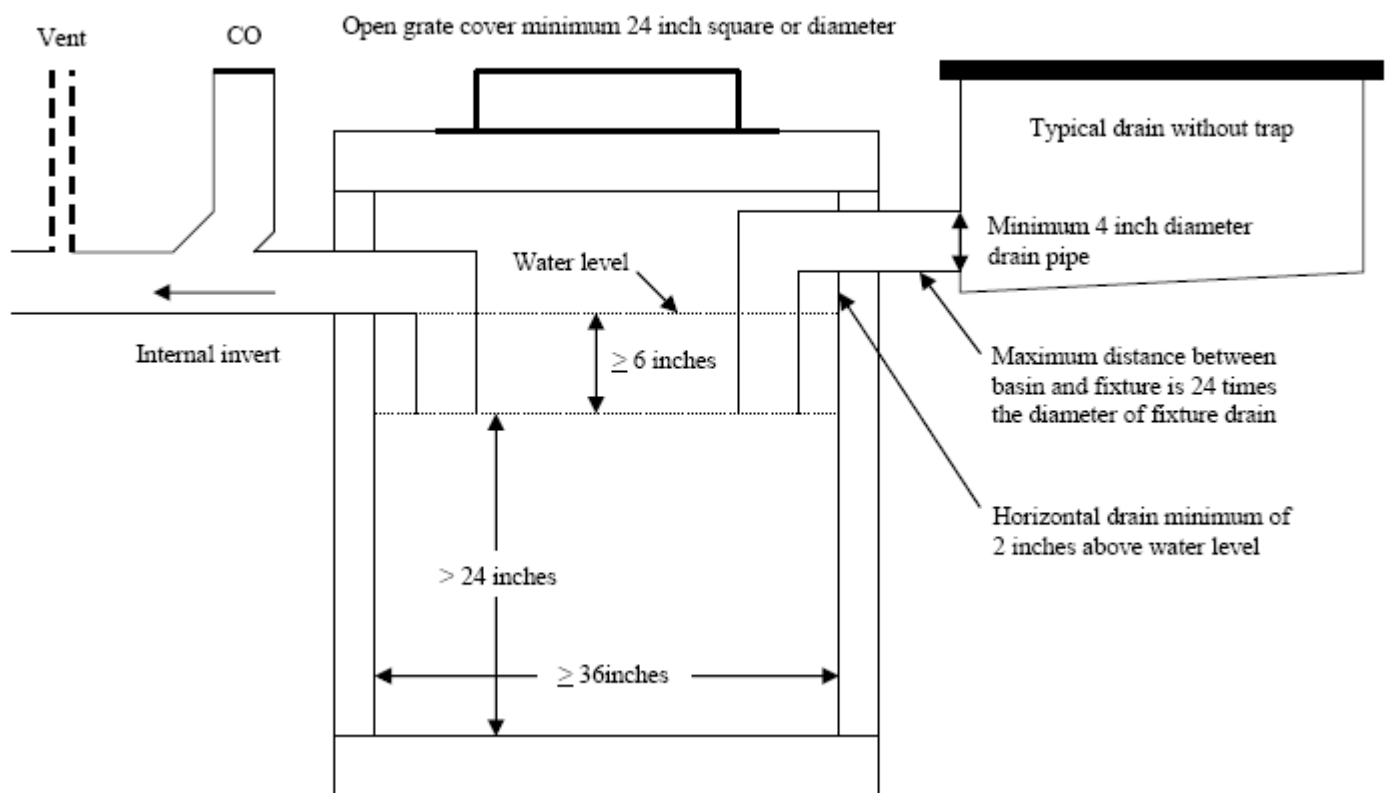 Vent
CO
Open grate cover minimum 24 inch square or diameter
Typical drain without trap
Minimum 4 inch diameter
drain pipe
Water level
Internal invert
≥ 6 inches
Maximum distance between
basin and fixture is 24 times
the diameter of fixture drain
Horizontal drain minimum of
2 inches above water level
> 24 inches
≥ 36inches